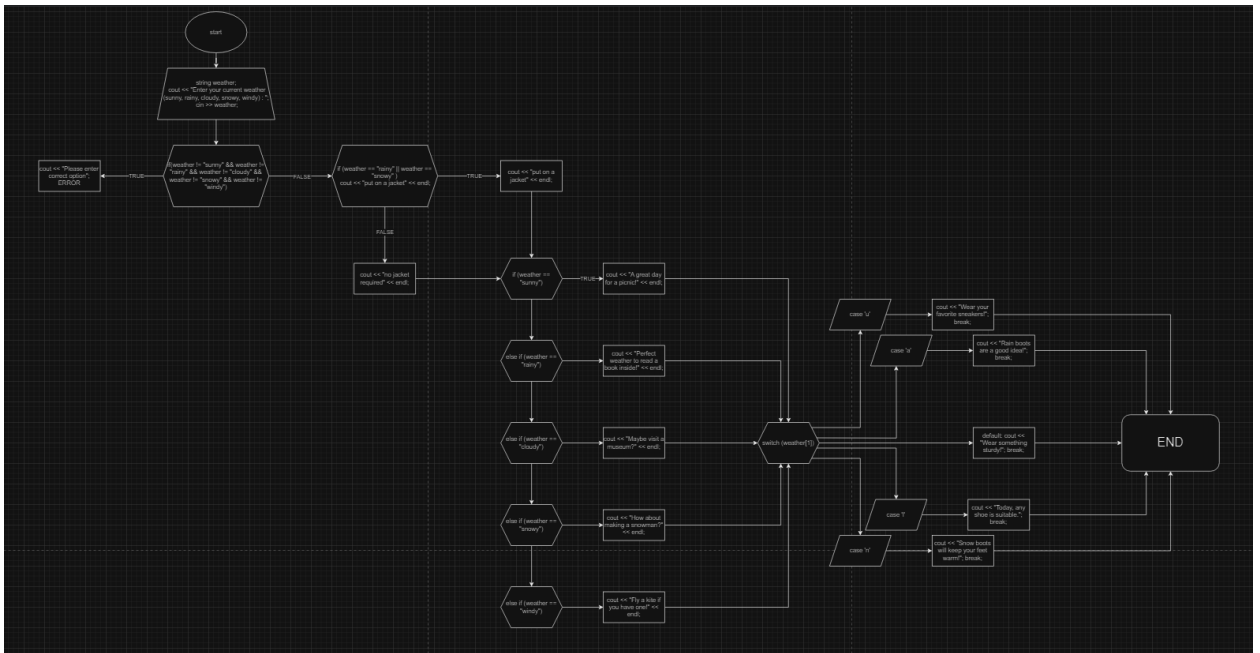 start
string weather;
cout << "Enter your current weather
(sunny, rainy, cloudy, snowy, windy) : ";
cin >> weather;
cout << "Please enter
correct option";
ERROR
TRUE
if(weather != "sunny" && weather !=
"rainy" && weather != "cloudy" &&
weather != "snowy" && weather !=
"windy")
FALSE
if (weather == "rainy" || weather ==
"snowy" )
cout << "put on a jacket" << endl;
TRUE
cout << "put on a
jacket" << endl;
FALSE
cout << "no jacket
required" << endl;
if (weather ==
"sunny")
TRUE
cout << "A great day
for a picnic!" << endl;
else if (weather ==
"rainy")
cout << "Perfect
weather to read a
book inside!" << endl;
else if (weather ==
"cloudy")
cout << "Maybe visit a
museum?" << endl;
else if (weather ==
"snowy")
cout << "How about
making a snowman?"
<< endl;
else if (weather ==
"windy")
cout << "Fly a kite if
you have one!" <<
endl;
switch (weather[1])
case 'u'
cout << "Wear your
favorite sneakers!";
break;
case 'a'
cout << "Rain boots
are a good idea!";
break;
default: cout <<
"Wear something
sturdy!"; break;
case 'l'
cout << "Today, any
shoe is suitable.";
break;
case 'n'
cout << "Snow boots
will keep your feet
warm!"; break;
END